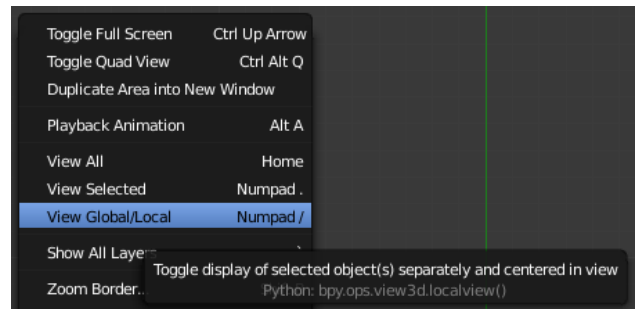 Toggle Full Screen Ctrl Up Arrow
Toggle Quad View Ctrl Alt Q
Duplicate Area into New Window
Playback Animation Alt A
View All Home
View Selected Numpad .
View Global/Local Numpad /
Show All Layers
Toggle display of selected object(s) separately and centered in view
Zoom Border..
Python: bpy.ops.view3d.localview()